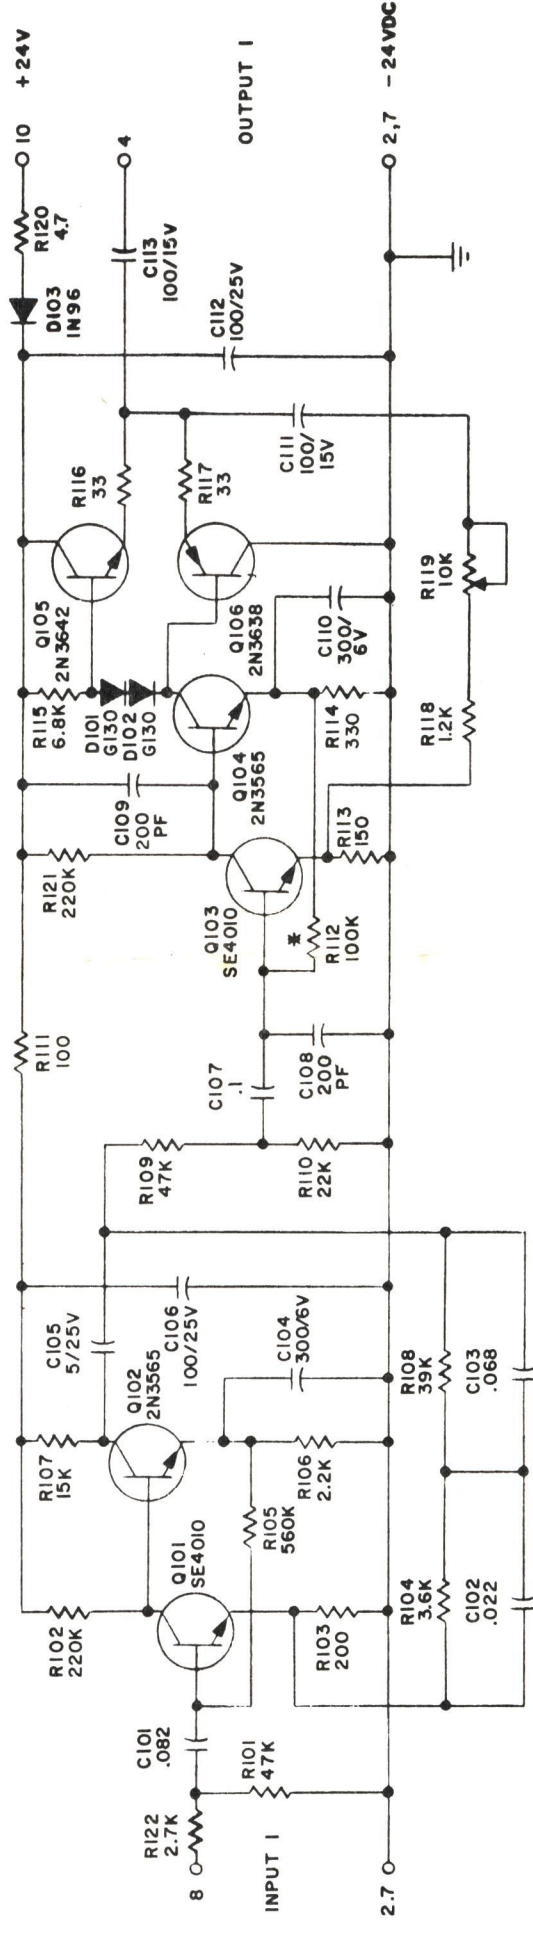 8
INPUT 1
2.7
R122
2.7K
C101
.082
R101
47K
R102
220K
Q101
SE4010
R103
200
R104
3.6K
C102
.022
R105
560K
R107
15K
Q102
2N3565
R106
2.2K
C104
300/6V
C105
5/25V
C106
100/25V
R108
39K
C103
.068
R111
100
R109
47K
R110
22K
C107
.1
C108
200
PF
R121
220K
Q103
SE4010
*
R112
100K
C109
200
PF
Q104
2N3565
R113
150
R115
6.8K
D101
G130
D102
G130
R114
330
R118
1.2K
Q105
2N3642
Q106
2N3638
C110
300/
6V
R119
10K
R116
33
R117
33
C111
100/
15V
C112
100/25V
D103
1N96
R120
4.7
C113
100/15V
10 +24V
4
OUTPUT 1
2,7 -24VDC